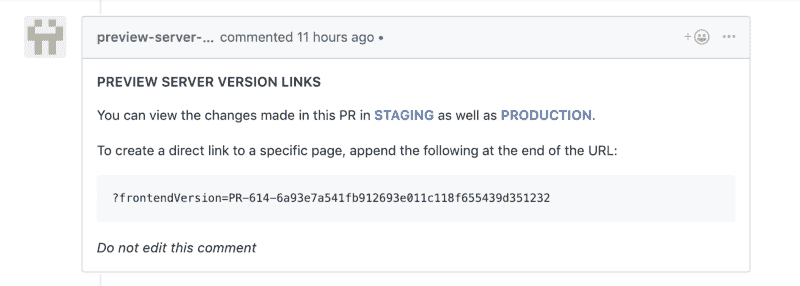 preview-server-... commented 11 hours ago •
PREVIEW SERVER VERSION LINKS
You can view the changes made in this PR in STAGING as well as PRODUCTION.
To create a direct link to a specific page, append the following at the end of the URL:
?frontendVersion=PR-614-6a93e7a541fb912693e011c118f655439d351232
Do not edit this comment